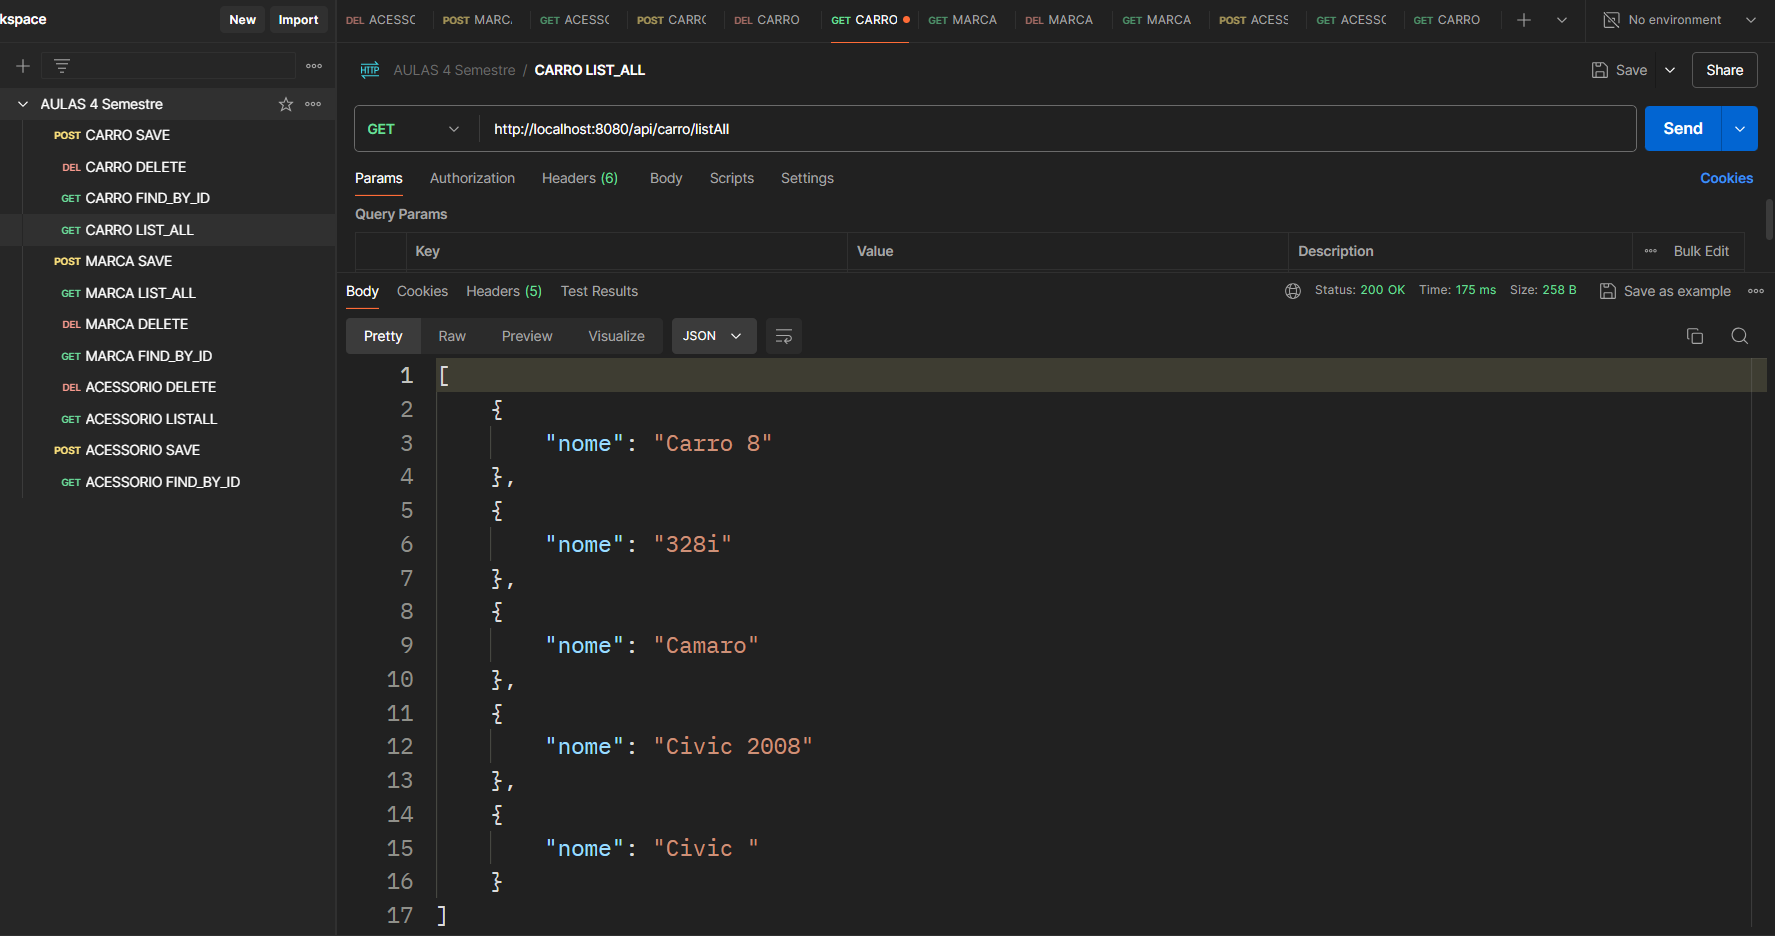 kspace New Import
DEL ACESSC POST MARC. GET ACESSC POST CARRC DEL CARRO GET CARRO GET MARCA DEL MARCA GET MARCA POST ACESS GET ACESSC GET CARRO No environment
AULAS 4 Semestre / CARRO LIST_ALL Save Share
AULAS 4 Semestre
POST CARRO SAVE
DEL CARRO DELETE
GET CARRO FIND_BY_ID
GET CARRO LIST_ALL
POST MARCA SAVE
GET MARCA LIST_ALL
DEL MARCA DELETE
GET MARCA FIND_BY_ID
DEL ACESSORIO DELETE
GET ACESSORIO LISTALL
POST ACESSORIO SAVE
GET ACESSORIO FIND_BY_ID
HTTP
GET http://localhost:8080/api/carro/listAll Send
Params Authorization Headers (6) Body Scripts Settings Cookies
Query Params
Key Value Description Bulk Edit
Body Cookies Headers (5) Test Results Status: 200 OK Time: 175 ms Size: 258 B Save as example
Pretty Raw Preview Visualize JSON
1 [
2 {
3 "nome": "Carro 8"
4 },
5 {
6 "nome": "328i"
7 },
8 {
9 "nome": "Camaro"
10 },
11 {
12 "nome": "Civic 2008"
13 },
14 {
15 "nome": "Civic "
16 }
17 ]